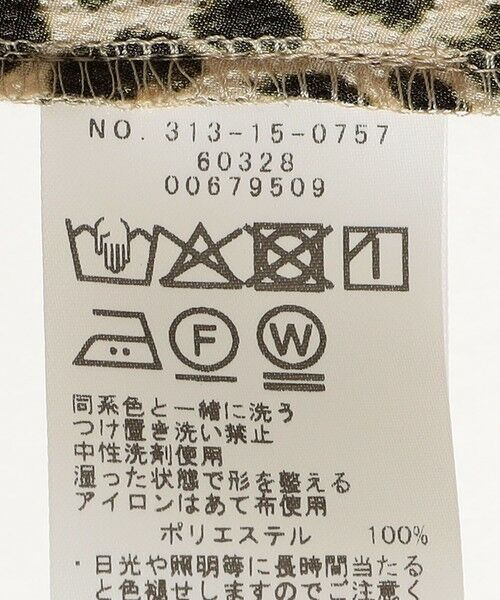 NO. 313-15-0757
60328
00679509
F W
同系色と一緒に洗う
つけ置き洗い禁止
中性洗剤使用
湿った状態で形を整える
アイロンはあて布使用
ポリエステル 100%
・日光や照明等に長時間当たる
と色褪せしますのでご注意く